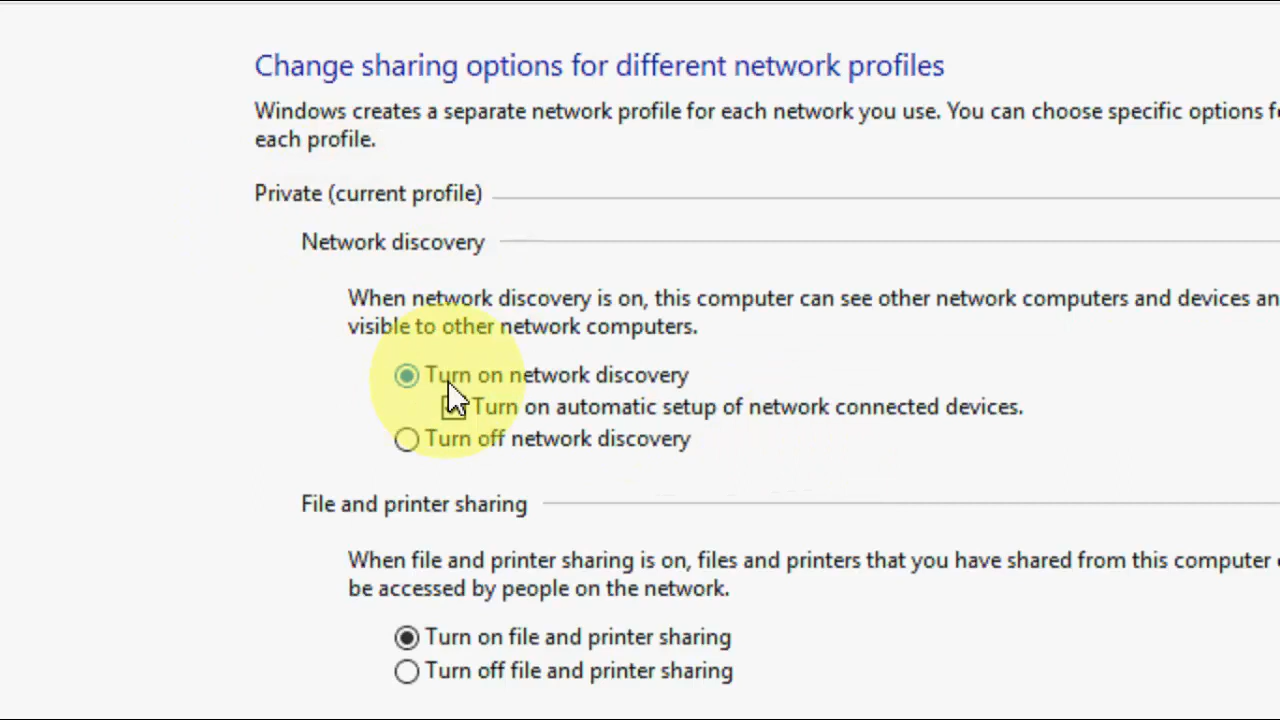 Change sharing options for different network profiles
Windows creates a separate network profile for each network you use. You can choose specific options f
each profile.
Private (current profile)
Network discovery
When network discovery is on, this computer can see other network computers and devices an
visible to other network computers.
Turn on network discovery
Turn on automatic setup of network connected devices.
Turn off network discovery
File and printer sharing
When file and printer sharing is on, files and printers that you have shared from this computer
be accessed by people on the network.
Turn on file and printer sharing
Turn off file and printer sharing